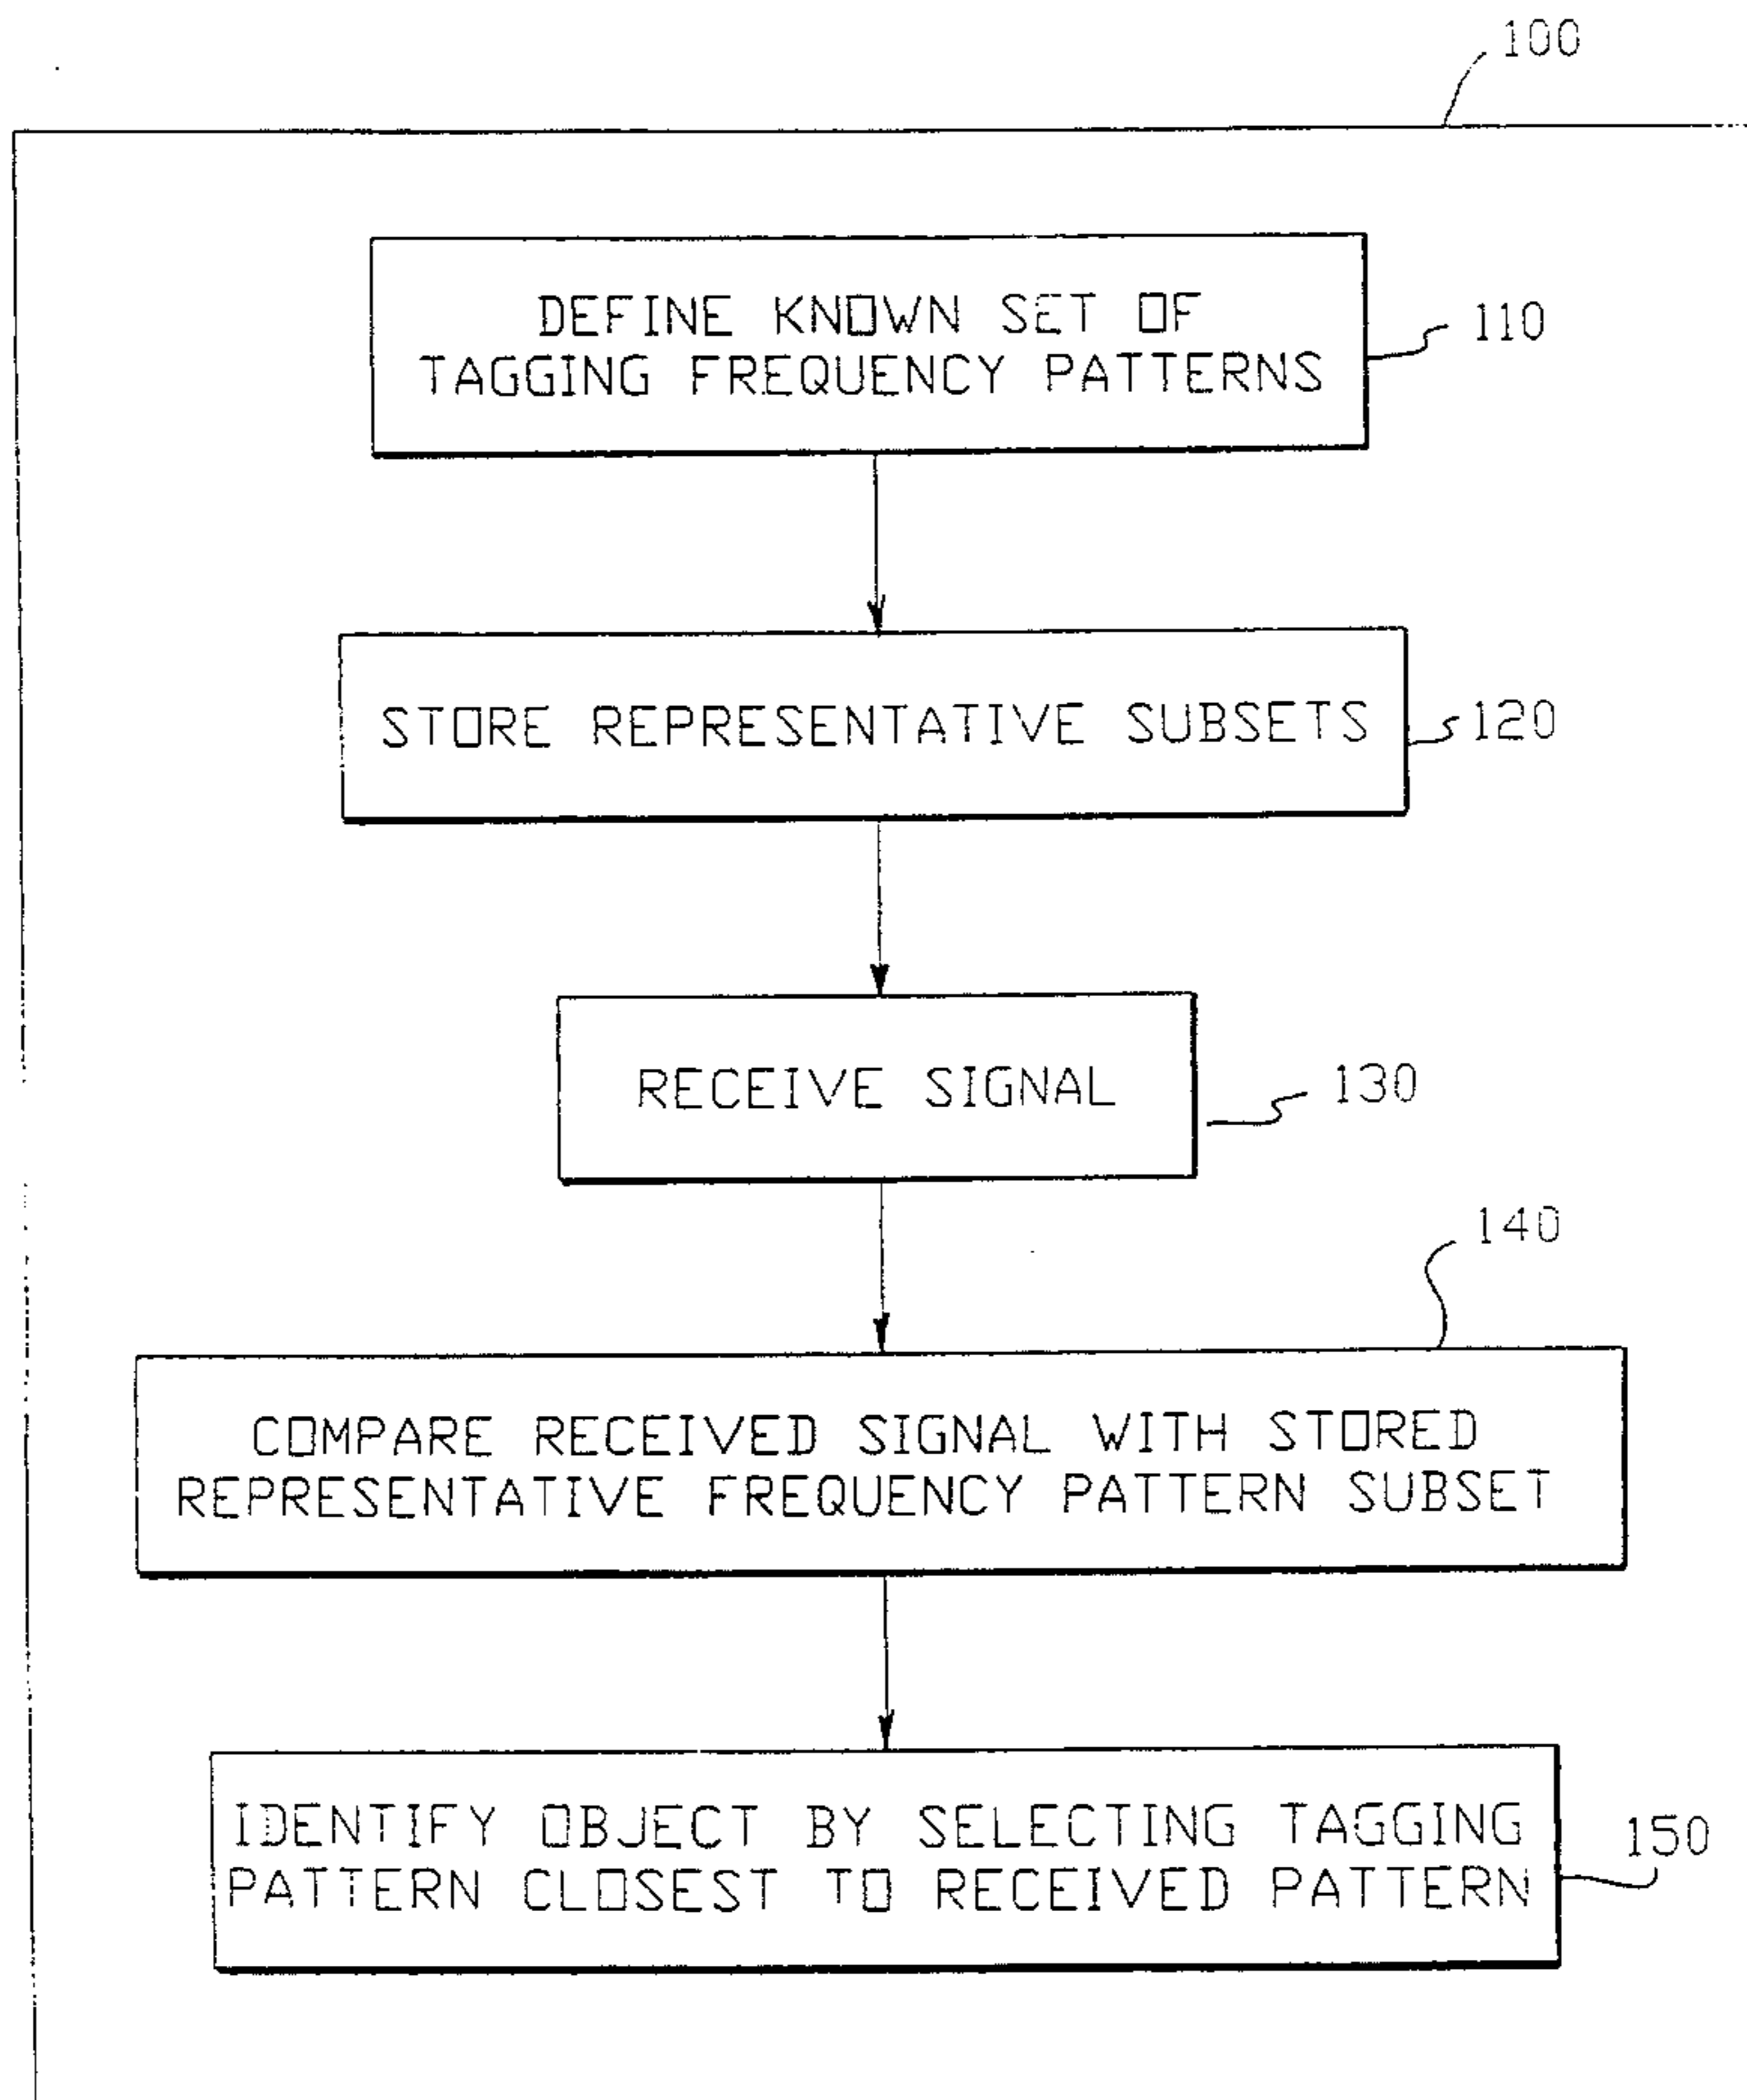 100
DEFINE KNOWN SET OF
TAGGING FREQUENCY PATTERNS
110
STORE REPRESENTATIVE SUBSETS
120
RECEIVE SIGNAL
130
140
COMPARE RECEIVED SIGNAL WITH STORED
REPRESENTATIVE FREQUENCY PATTERN SUBSET
IDENTIFY OBJECT BY SELECTING TAGGING
PATTERN CLOSEST TO RECEIVED PATTERN
150